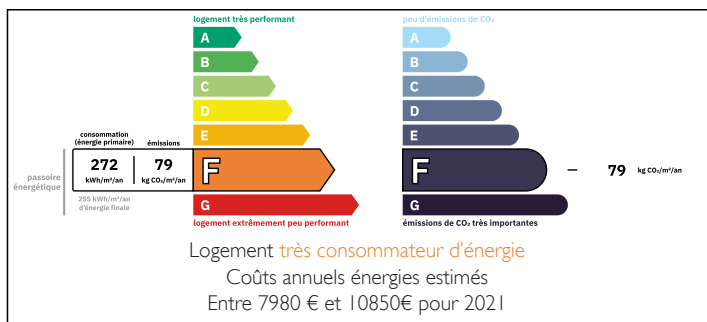 logement très performant
A
B
C
D
E
consommation
(énergie primaire)
émissions
272
kWh/m²/an
79
kg CO₂/m²/an
F
passoire
énergétique
255 kWh/m²/an
d'énergie finale
G
logement extrêmement peu performant
peu d'émissions de CO₂
A
B
C
D
E
F
79 kg CO₂/m²/an
G
émissions de CO₂ très importantes
Logement très consommateur d'énergie
Coûts annuels énergies estimés
Entre 7980 € et 10850€ pour 2021